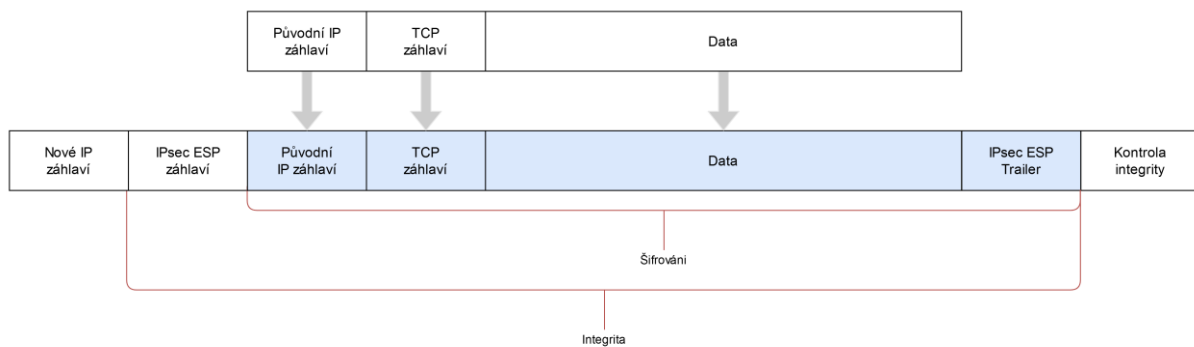 Původní IP
záhlaví
TCP
záhlaví
Data
Nové IP
záhlaví
IPsec ESP
záhlaví
Původní
IP záhlaví
TCP
záhlaví
Data
IPsec ESP
Trailer
Kontrola
integrity
Šifrováni
Integrita